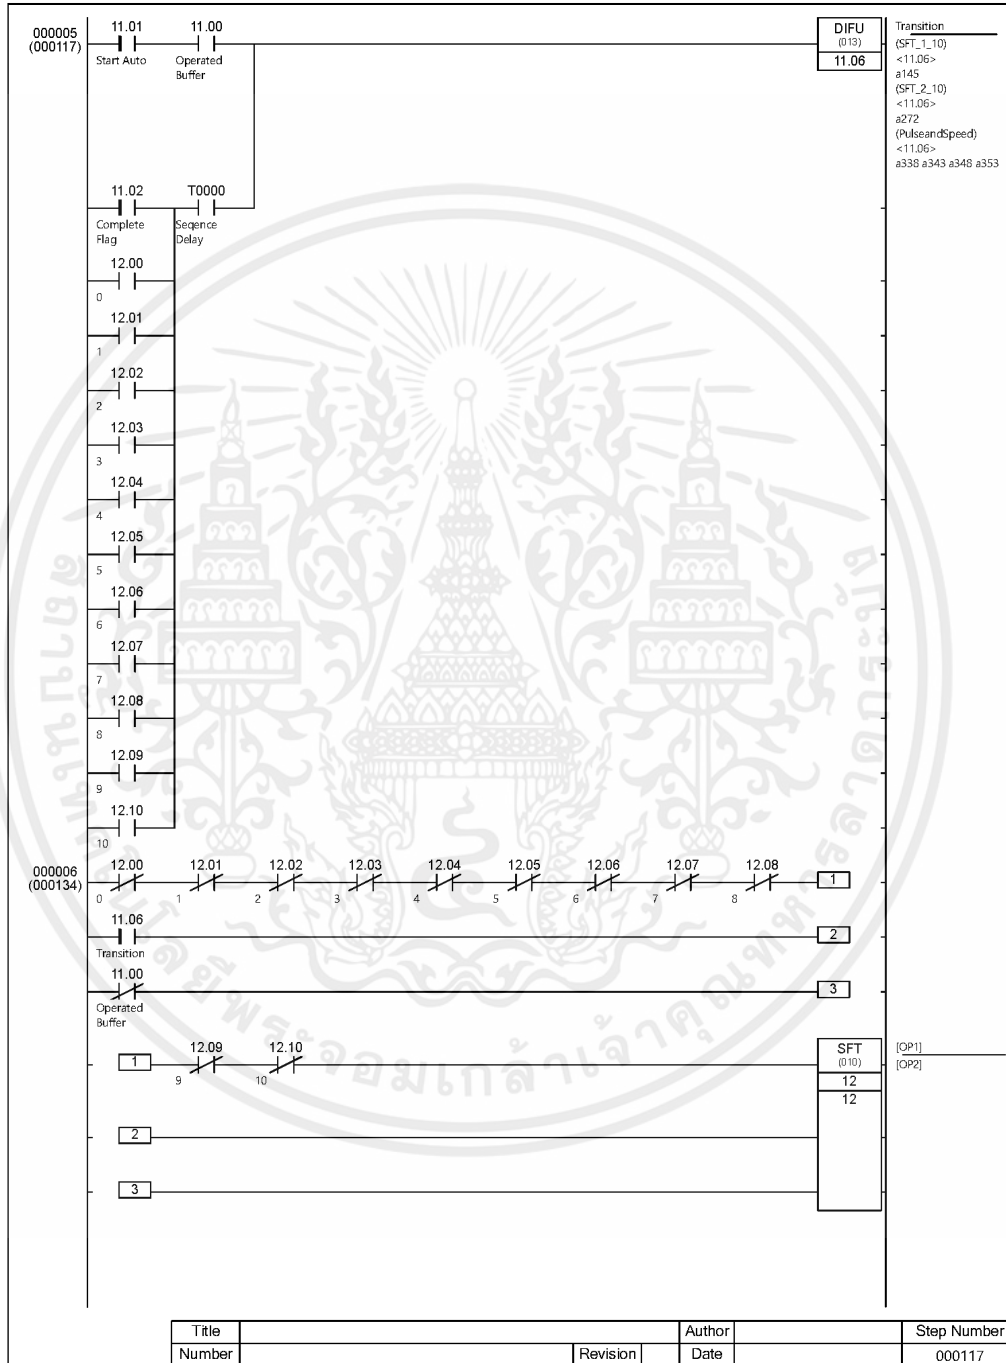 000005
(000117)
11.01
11.00
Start Auto
Operated
Buffer
DIFU
(013)
11.06
Transition
(SFT_1_10)
<11.06>
a145
(SFT_2_10)
<11.06>
a272
(PulseandSpeed)
<11.06>
a338 a343 a348 a353
11.02
T0000
Complete
Flag
Seqence
Delay
12.00
0
12.01
1
12.02
2
12.03
3
12.04
4
12.05
5
12.06
6
12.07
7
12.08
8
12.09
9
12.10
10
000006
(000134)
12.00 12.01 12.02 12.03 12.04 12.05 12.06 12.07 12.08
0 1 2 3 4 5 6 7 8
1
11.06
Transition
2
11.00
Operated
Buffer
3
1
12.09 12.10
9 10
SFT
(010)
12
12
[OP1]
[OP2]
2
3
Title Author Step Number
Number Revision Date 000117